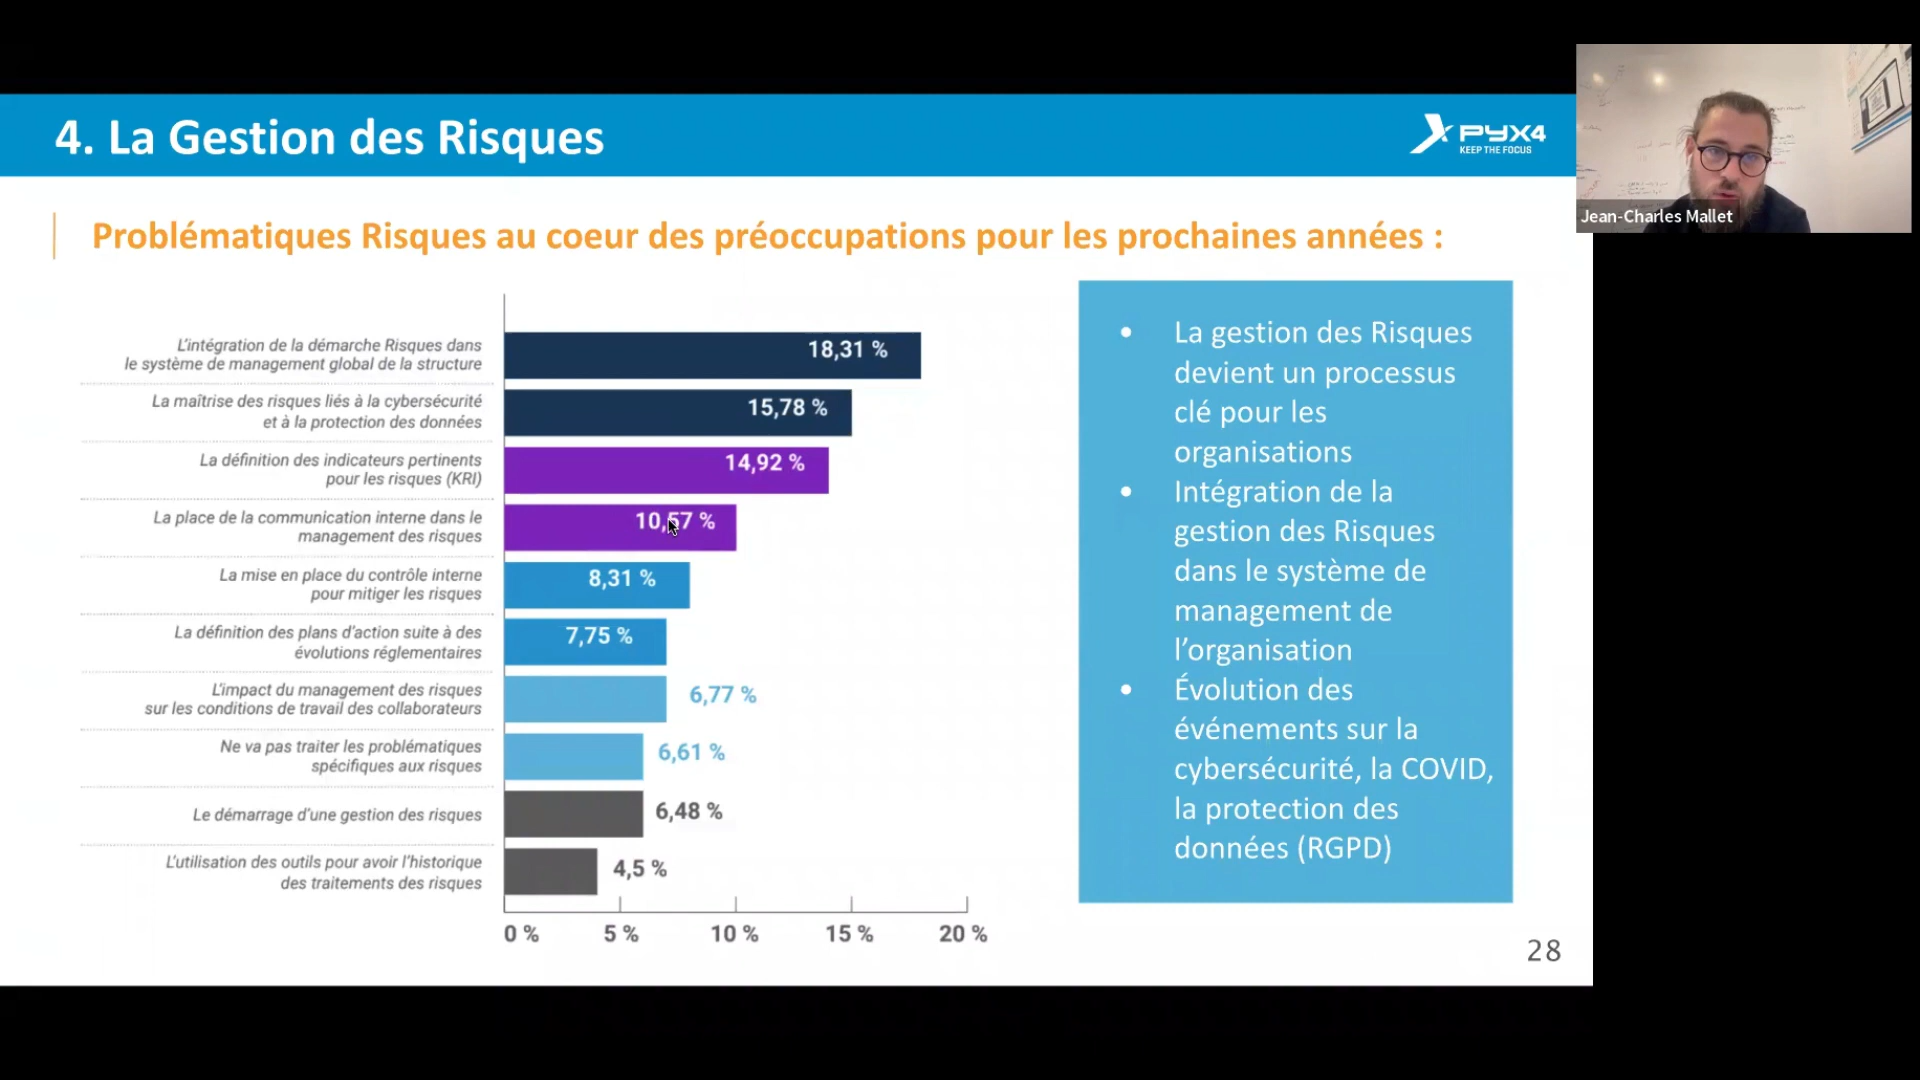 4. La Gestion des Risques
PYX4
KEEP THE FOCUS
Jean-Charles Mallet
Problématiques Risques au coeur des préoccupations pour les prochaines années :
L'intégration de la démarche Risques dans
le système de management global de la structure
18,31 %
La maîtrise des risques liés à la cybersécurité
et à la protection des données
15,78 %
La définition des indicateurs pertinents
pour les risques (KRI)
14,92 %
La place de la communication interne dans le
management des risques
10,57 %
La mise en place du contrôle interne
pour mitiger les risques
8,31 %
La définition des plans d'action suite à des
évolutions réglementaires
7,75 %
L'impact du management des risques
sur les conditions de travail des collaborateurs
6,77 %
Ne va pas traiter les problématiques
spécifiques aux risques
6,61 %
Le démarrage d'une gestion des risques
6,48 %
L'utilisation des outils pour avoir l'historique
des traitements des risques
4,5 %
0 % 5 % 10 % 15 % 20 %
• La gestion des Risques
devient un processus
clé pour les
organisations
• Intégration de la
gestion des Risques
dans le système de
management de
l’organisation
• Évolution des
événements sur la
cybersécurité, la COVID,
la protection des
données (RGPD)
28